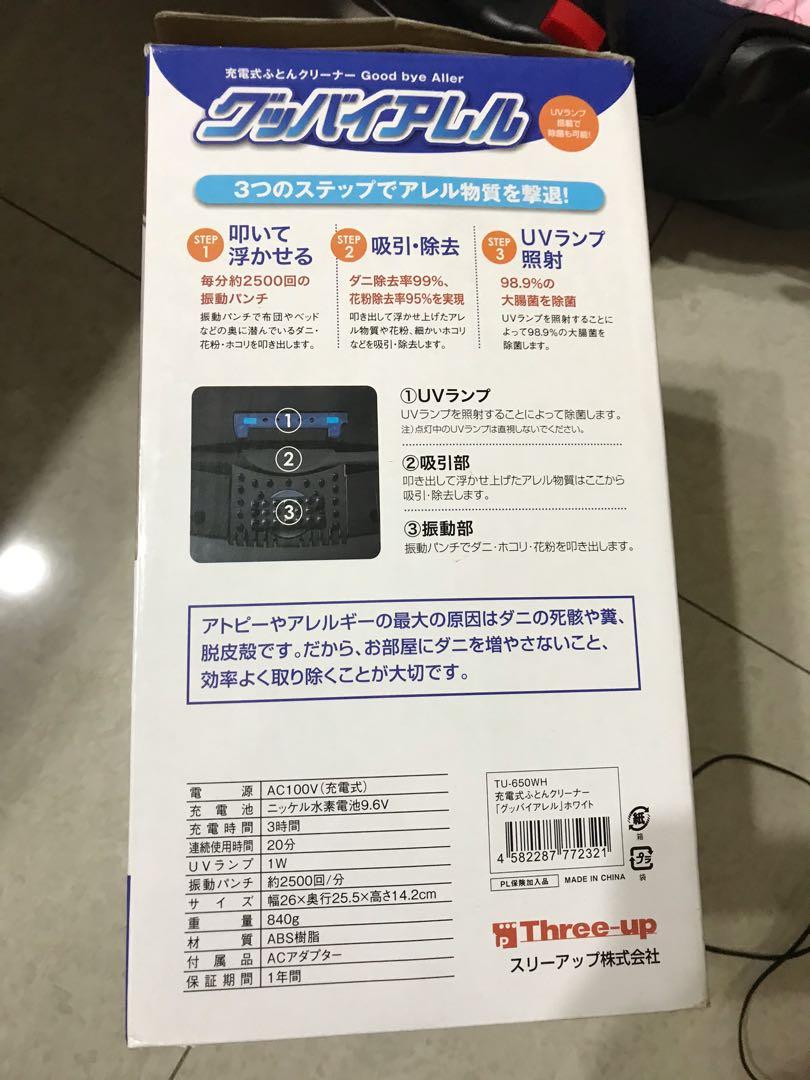 充電式ふとんクリーナー Good bye Aller
グッバイアレル
UVランプ
搭載で
除菌も可能!
3つのステップでアレル物質を撃退!
STEP
1
叩いて
浮かせる
毎分約2500回の
振動パンチ
振動パンチで布団やベッド
などの奥に潜んでいるダニ・
花粉・ホコリを叩き出します。
STEP
2
吸引・除去
ダニ除去率99%、
花粉除去率95%を実現
叩き出して浮かせ上げたアレ
ル物質や花粉、細かいホコリ
などを吸引・除去します。
STEP
3
UVランプ
照射
98.9%の
大腸菌を除菌
UVランプを照射することに
よって98.9%の大腸菌を
除菌します。
1
2
3
①UVランプ
UVランプを照射することによって除菌します。
注)点灯中のUVランプは直視しないでください。
②吸引部
叩き出して浮かせ上げたアレル物質はここから
吸引・除去します。
③振動部
振動パンチでダニ・ホコリ・花粉を叩き出します。
アトピーやアレルギーの最大の原因はダニの死骸や糞、
脱皮殻です。だから、お部屋にダニを増やさないこと、
効率よく取り除くことが大切です。
電源 AC100V(充電式)
充電池 ニッケル水素電池9.6V
充電時間 3時間
連続使用時間 20分
UVランプ 1W
振動パンチ 約2500回/分
サイズ 幅26×奥行25.5×高さ14.2cm
重量 840g
材質 ABS樹脂
付属品 ACアダプター
保証期間 1年間
TU-650WH
充電式ふとんクリーナー
「グッバイアレル」ホワイト
4 582287 772321
紙
箱
プラ
袋
PL保険加入品 MADE IN CHINA
Three-up
スリーアップ株式会社